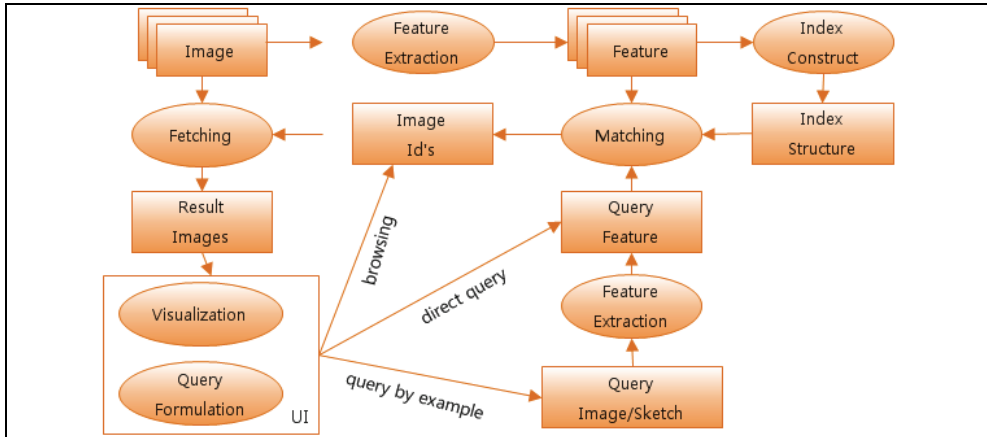 Image
Feature
Extraction
Feature
Index
Construct
Fetching
Image
Id's
Matching
Index
Structure
Result
Images
browsing
direct query
Query
Feature
Visualization
Feature
Extraction
Query
Formulation
UI
query by example
Query
Image/Sketch